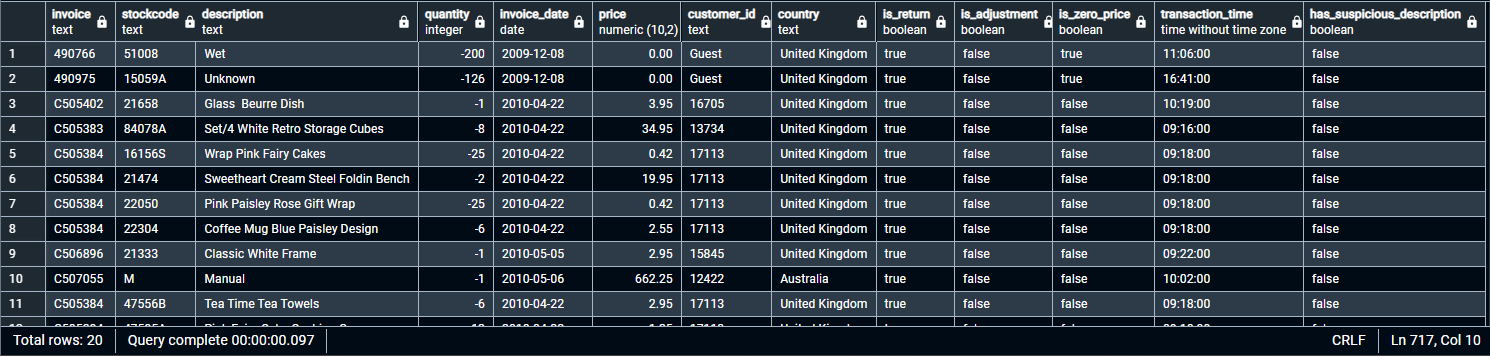 invoice stockcode description quantity invoice_date price customer_id country is_return is_adjustment is_zero_price transaction_time has_suspicious_description
text text text integer date numeric (10,2) text text boolean boolean boolean time without time zone boolean
1 490766 51008 Wet -200 2009-12-08 0.00 Guest United Kingdom true false true 11:06:00 false
2 490975 15059A Unknown -126 2009-12-08 0.00 Guest United Kingdom true false true 16:41:00 false
3 C505402 21658 Glass Beurre Dish -1 2010-04-22 3.95 16705 United Kingdom true false false 10:19:00 false
4 C505383 84078A Set/4 White Retro Storage Cubes -8 2010-04-22 34.95 13734 United Kingdom true false false 09:16:00 false
5 C505384 16156S Wrap Pink Fairy Cakes -25 2010-04-22 0.42 17113 United Kingdom true false false 09:18:00 false
6 C505384 21474 Sweetheart Cream Steel Foldin Bench -2 2010-04-22 19.95 17113 United Kingdom true false false 09:18:00 false
7 C505384 22050 Pink Paisley Rose Gift Wrap -25 2010-04-22 0.42 17113 United Kingdom true false false 09:18:00 false
8 C505384 22304 Coffee Mug Blue Paisley Design -6 2010-04-22 2.55 17113 United Kingdom true false false 09:18:00 false
9 C506896 21333 Classic White Frame -1 2010-05-05 2.95 15845 United Kingdom true false false 09:22:00 false
10 C507055 M Manual -1 2010-05-06 662.25 12422 Australia true false false 10:02:00 false
11 C505384 47556B Tea Time Tea Towels -6 2010-04-22 2.95 17113 United Kingdom true false false 09:18:00 false
Total rows: 20 Query complete 00:00:00.097 CRLF Ln 717, Col 10